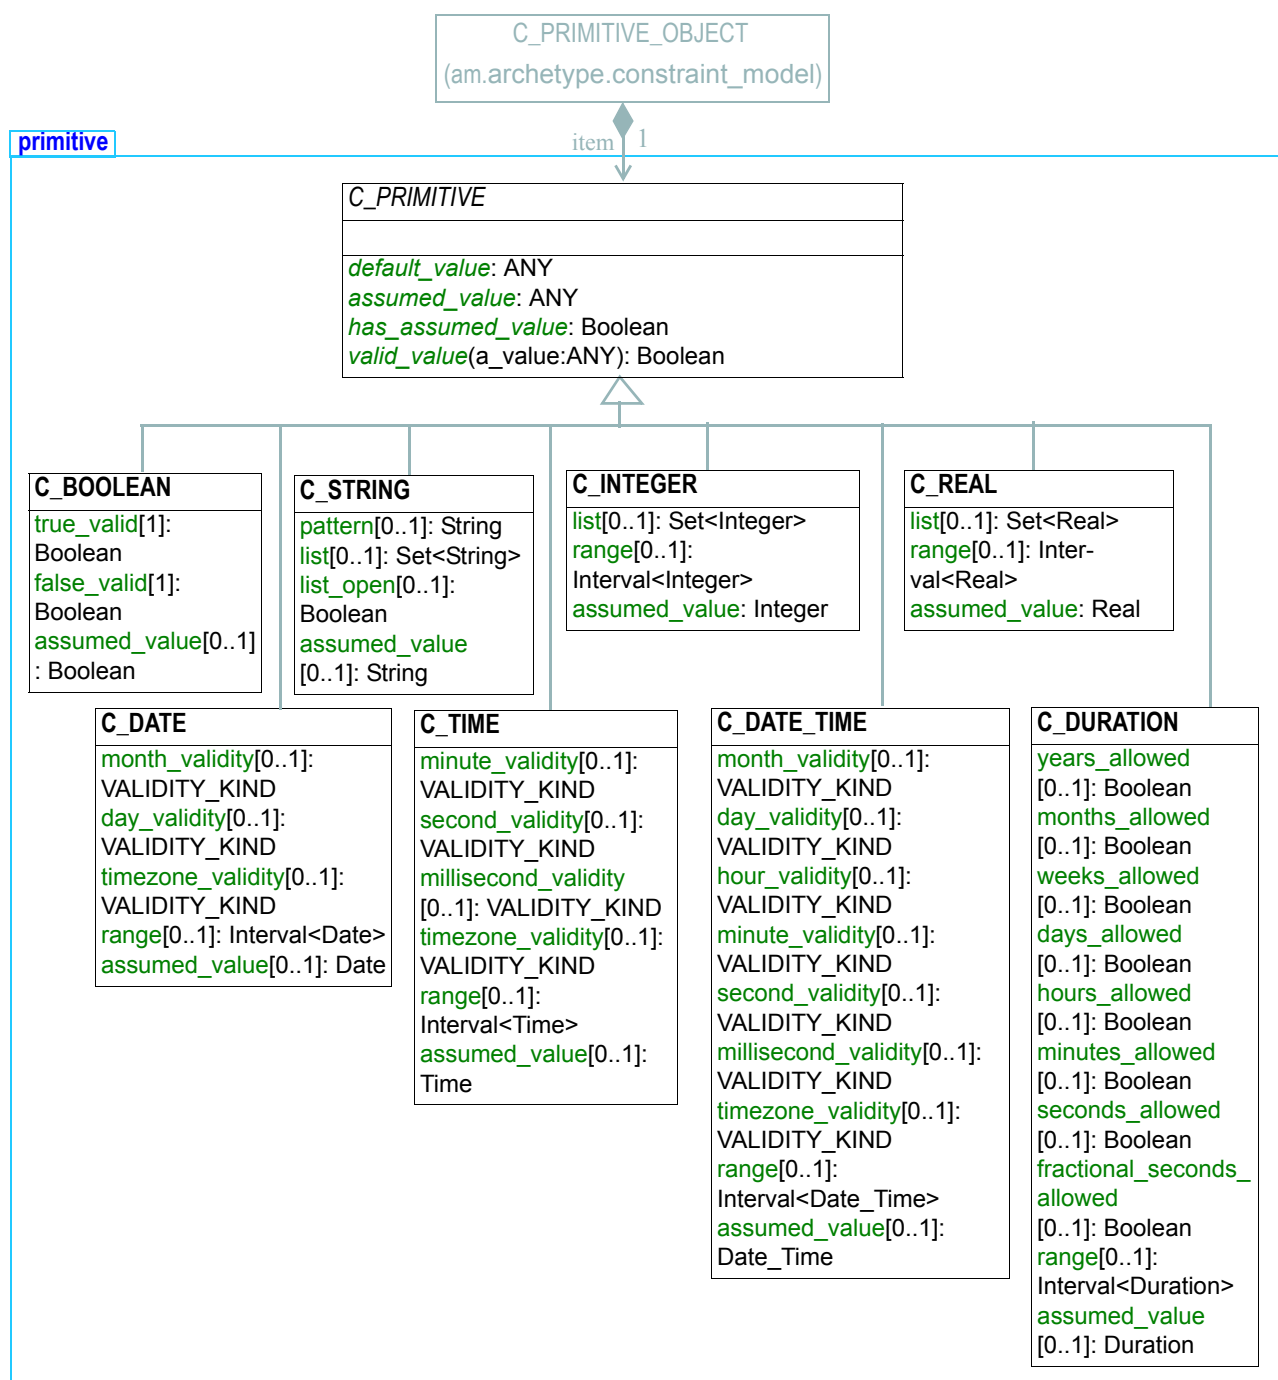 C_PRIMITIVE_OBJECT
(am.archetype.constraint_model)
primitive
item
1
C_PRIMITIVE
default_value: ANY
assumed_value: ANY
has_assumed_value: Boolean
valid_value(a_value:ANY): Boolean
C_BOOLEAN
true_valid[1]:
Boolean
false_valid[1]:
Boolean
assumed_value[0..1]
: Boolean
C_STRING
pattern[0..1]: String
list[0..1]: Set<String>
list_open[0..1]:
Boolean
assumed_value
[0..1]: String
C_INTEGER
list[0..1]: Set<Integer>
range[0..1]:
Interval<Integer>
assumed_value: Integer
C_REAL
list[0..1]: Set<Real>
range[0..1]: Inter-
val<Real>
assumed_value: Real
C_DATE
month_validity[0..1]:
VALIDITY_KIND
day_validity[0..1]:
VALIDITY_KIND
timezone_validity[0..1]:
VALIDITY_KIND
range[0..1]: Interval<Date>
assumed_value[0..1]: Date
C_TIME
minute_validity[0..1]:
VALIDITY_KIND
second_validity[0..1]:
VALIDITY_KIND
millisecond_validity
[0..1]: VALIDITY_KIND
timezone_validity[0..1]:
VALIDITY_KIND
range[0..1]:
Interval<Time>
assumed_value[0..1]:
Time
C_DATE_TIME
month_validity[0..1]:
VALIDITY_KIND
day_validity[0..1]:
VALIDITY_KIND
hour_validity[0..1]:
VALIDITY_KIND
minute_validity[0..1]:
VALIDITY_KIND
second_validity[0..1]:
VALIDITY_KIND
millisecond_validity[0..1]:
VALIDITY_KIND
timezone_validity[0..1]:
VALIDITY_KIND
range[0..1]:
Interval<Date_Time>
assumed_value[0..1]:
Date_Time
C_DURATION
years_allowed
[0..1]: Boolean
months_allowed
[0..1]: Boolean
weeks_allowed
[0..1]: Boolean
days_allowed
[0..1]: Boolean
hours_allowed
[0..1]: Boolean
minutes_allowed
[0..1]: Boolean
seconds_allowed
[0..1]: Boolean
fractional_seconds_
allowed
[0..1]: Boolean
range[0..1]:
Interval<Duration>
assumed_value
[0..1]: Duration